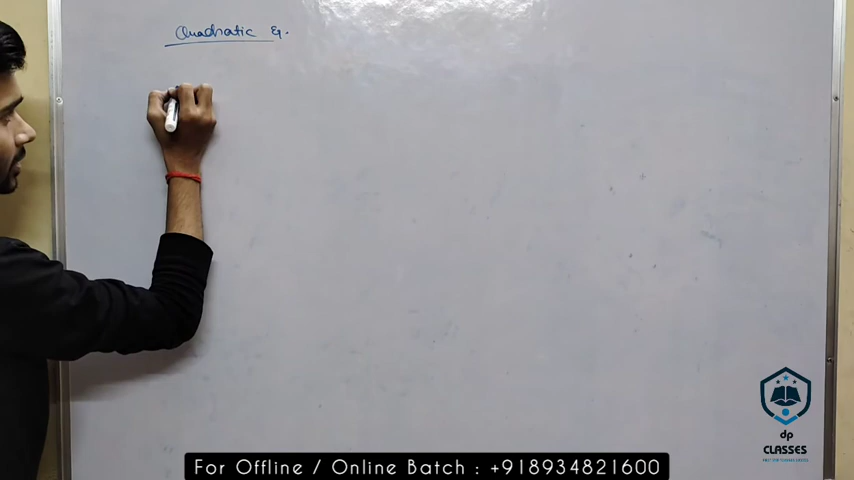 Quadratic Eq.
dp
CLASSES
For Offline / Online Batch : +918934821600